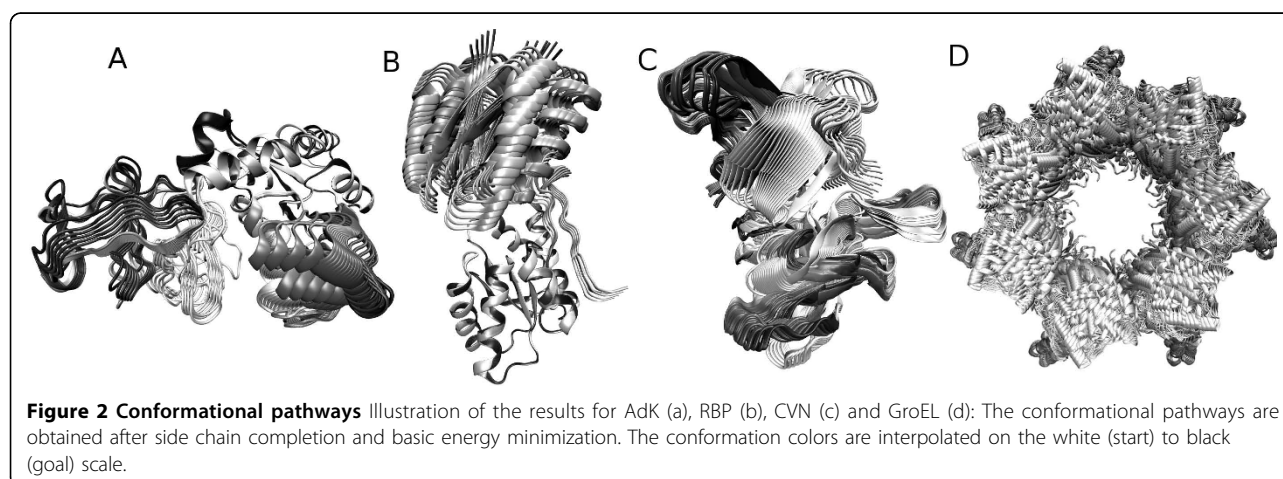 A
B
C
D
Figure 2 Conformational pathways Illustration of the results for AdK (a), RBP (b), CVN (c) and GroEL (d): The conformational pathways are
obtained after side chain completion and basic energy minimization. The conformation colors are interpolated on the white (start) to black
(goal) scale.